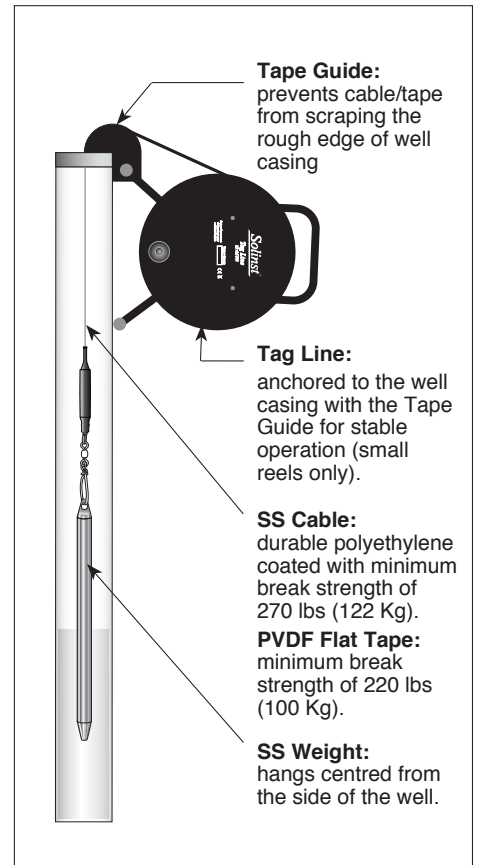 Tape Guide:
prevents cable/tape
from scraping the
rough edge of well
casing
Solinst
Tag Line
Tag Line:
anchored to the well
casing with the Tape
Guide for stable
operation (small
reels only).
SS Cable:
durable polyethylene
coated with minimum
break strength of
270 lbs (122 Kg).
PVDF Flat Tape:
minimum break
strength of 220 lbs
(100 Kg).
SS Weight:
hangs centred from
the side of the well.